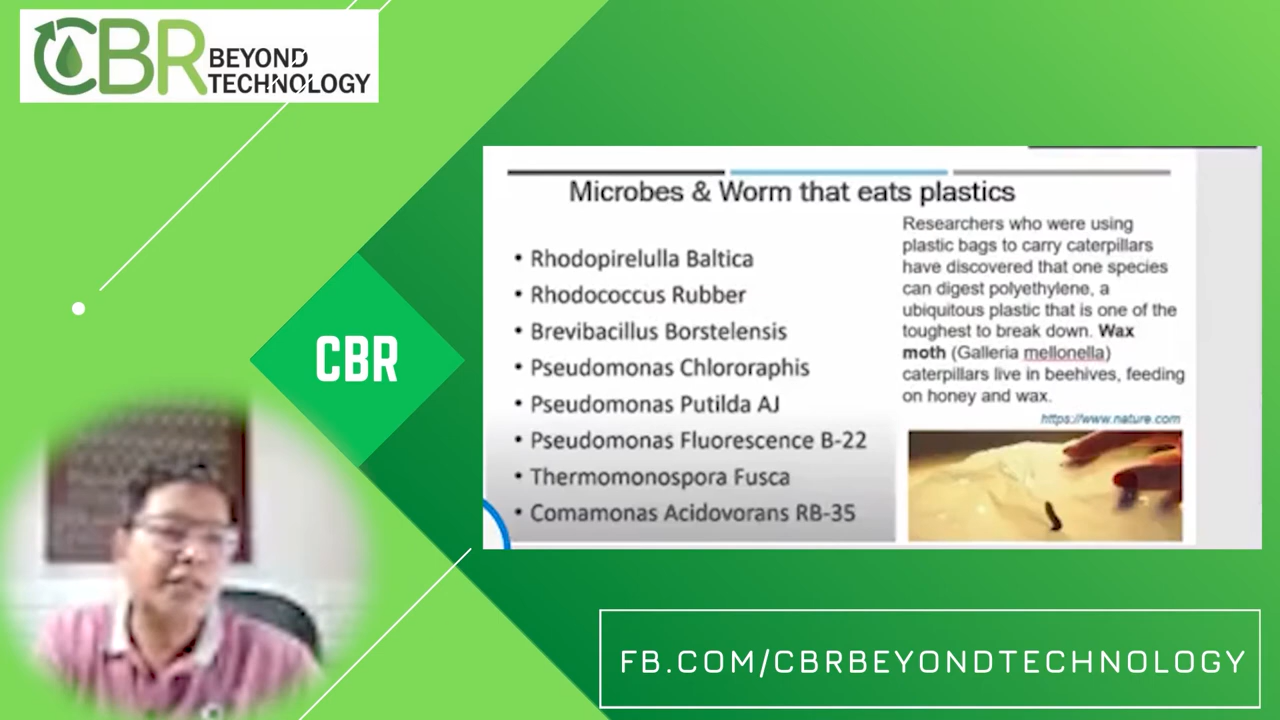 CBR BEYOND
TECHNOLOGY
CBR
Microbes & Worm that eats plastics
• Rhodopirelulla Baltica
• Rhodococcus Rubber
• Brevibacillus Borstelensis
• Pseudomonas Chlororaphis
• Pseudomonas Putilda AJ
• Pseudomonas Fluorescence B-22
• Thermomonospora Fusca
• Comamonas Acidovorans RB-35
Researchers who were using
plastic bags to carry caterpillars
have discovered that one species
can digest polyethylene, a
ubiquitous plastic that is one of the
toughest to break down. Wax
moth (Galleria mellonella)
caterpillars live in beehives, feeding
on honey and wax.
https://www.nature.com
FB.COM/CBRBEYONDTECHNOLOGY